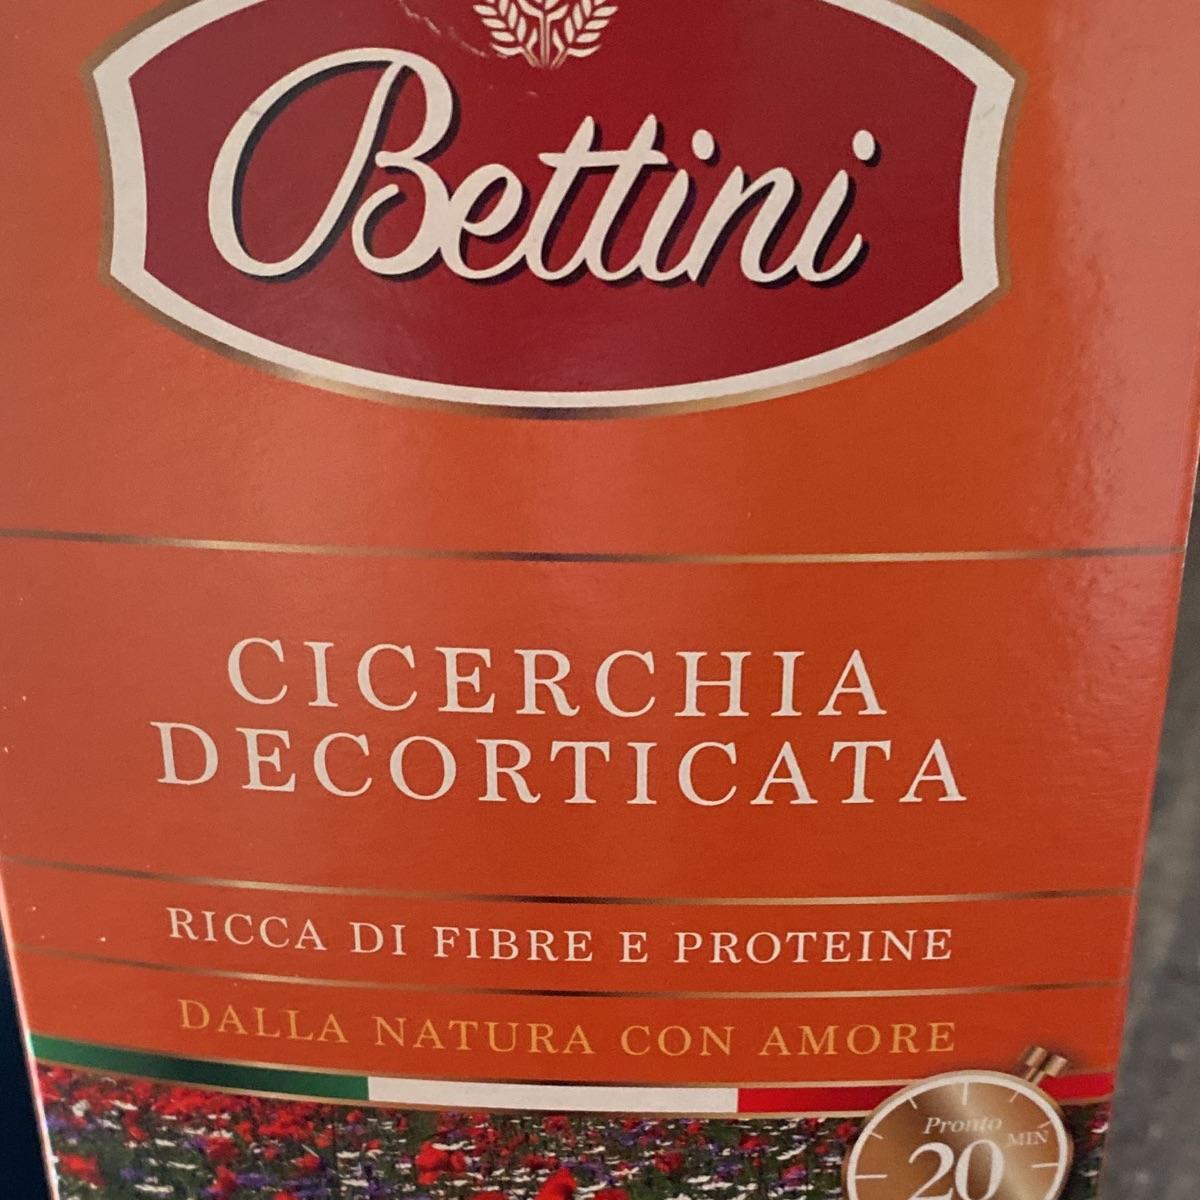 Bettini
CICERCHIA
DECORTICATA
RICCA DI FIBRE E PROTEINE
DALLA NATURA CON AMORE
Pronto
20 MIN